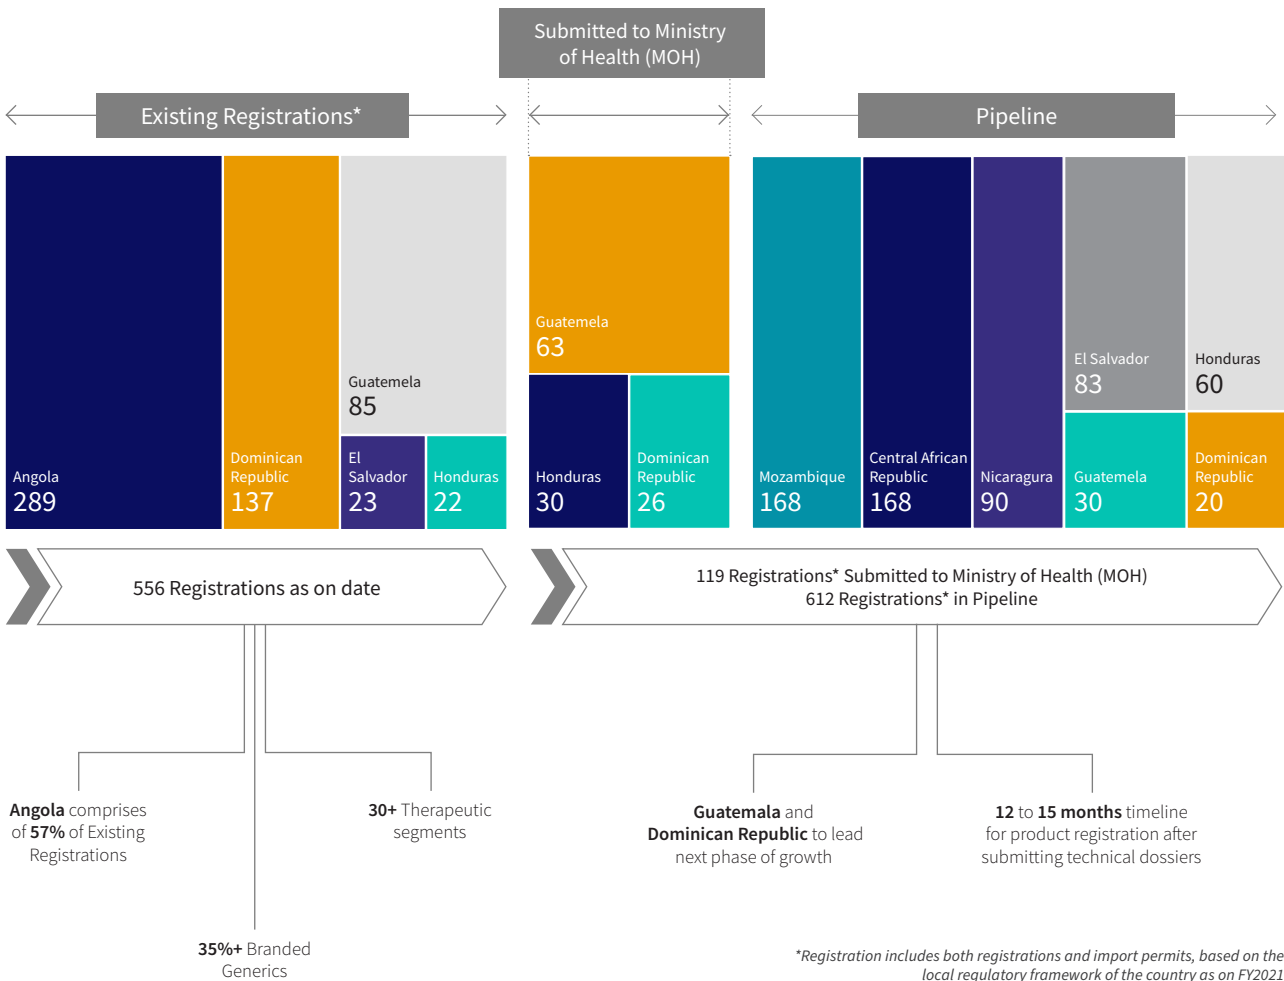 Submitted to Ministry
of Health (MOH)
Existing Registrations*
Pipeline
Angola
289
Dominican
Republic
137
Guatemela
85
El
Salvador
23
Honduras
22
Guatemela
63
Honduras
30
Dominican
Republic
26
Mozambique
168
Central African
Republic
168
Nicaragura
90
El Salvador
83
Honduras
60
Guatemela
30
Dominican
Republic
20
556 Registrations as on date
119 Registrations* Submitted to Ministry of Health (MOH)
612 Registrations* in Pipeline
Angola comprises
of 57% of Existing
Registrations
30+ Therapeutic
segments
35%+ Branded
Generics
Guatemala and
Dominican Republic to lead
next phase of growth
12 to 15 months timeline
for product registration after
submitting technical dossiers
*Registration includes both registrations and import permits, based on the
local regulatory framework of the country as on FY2021